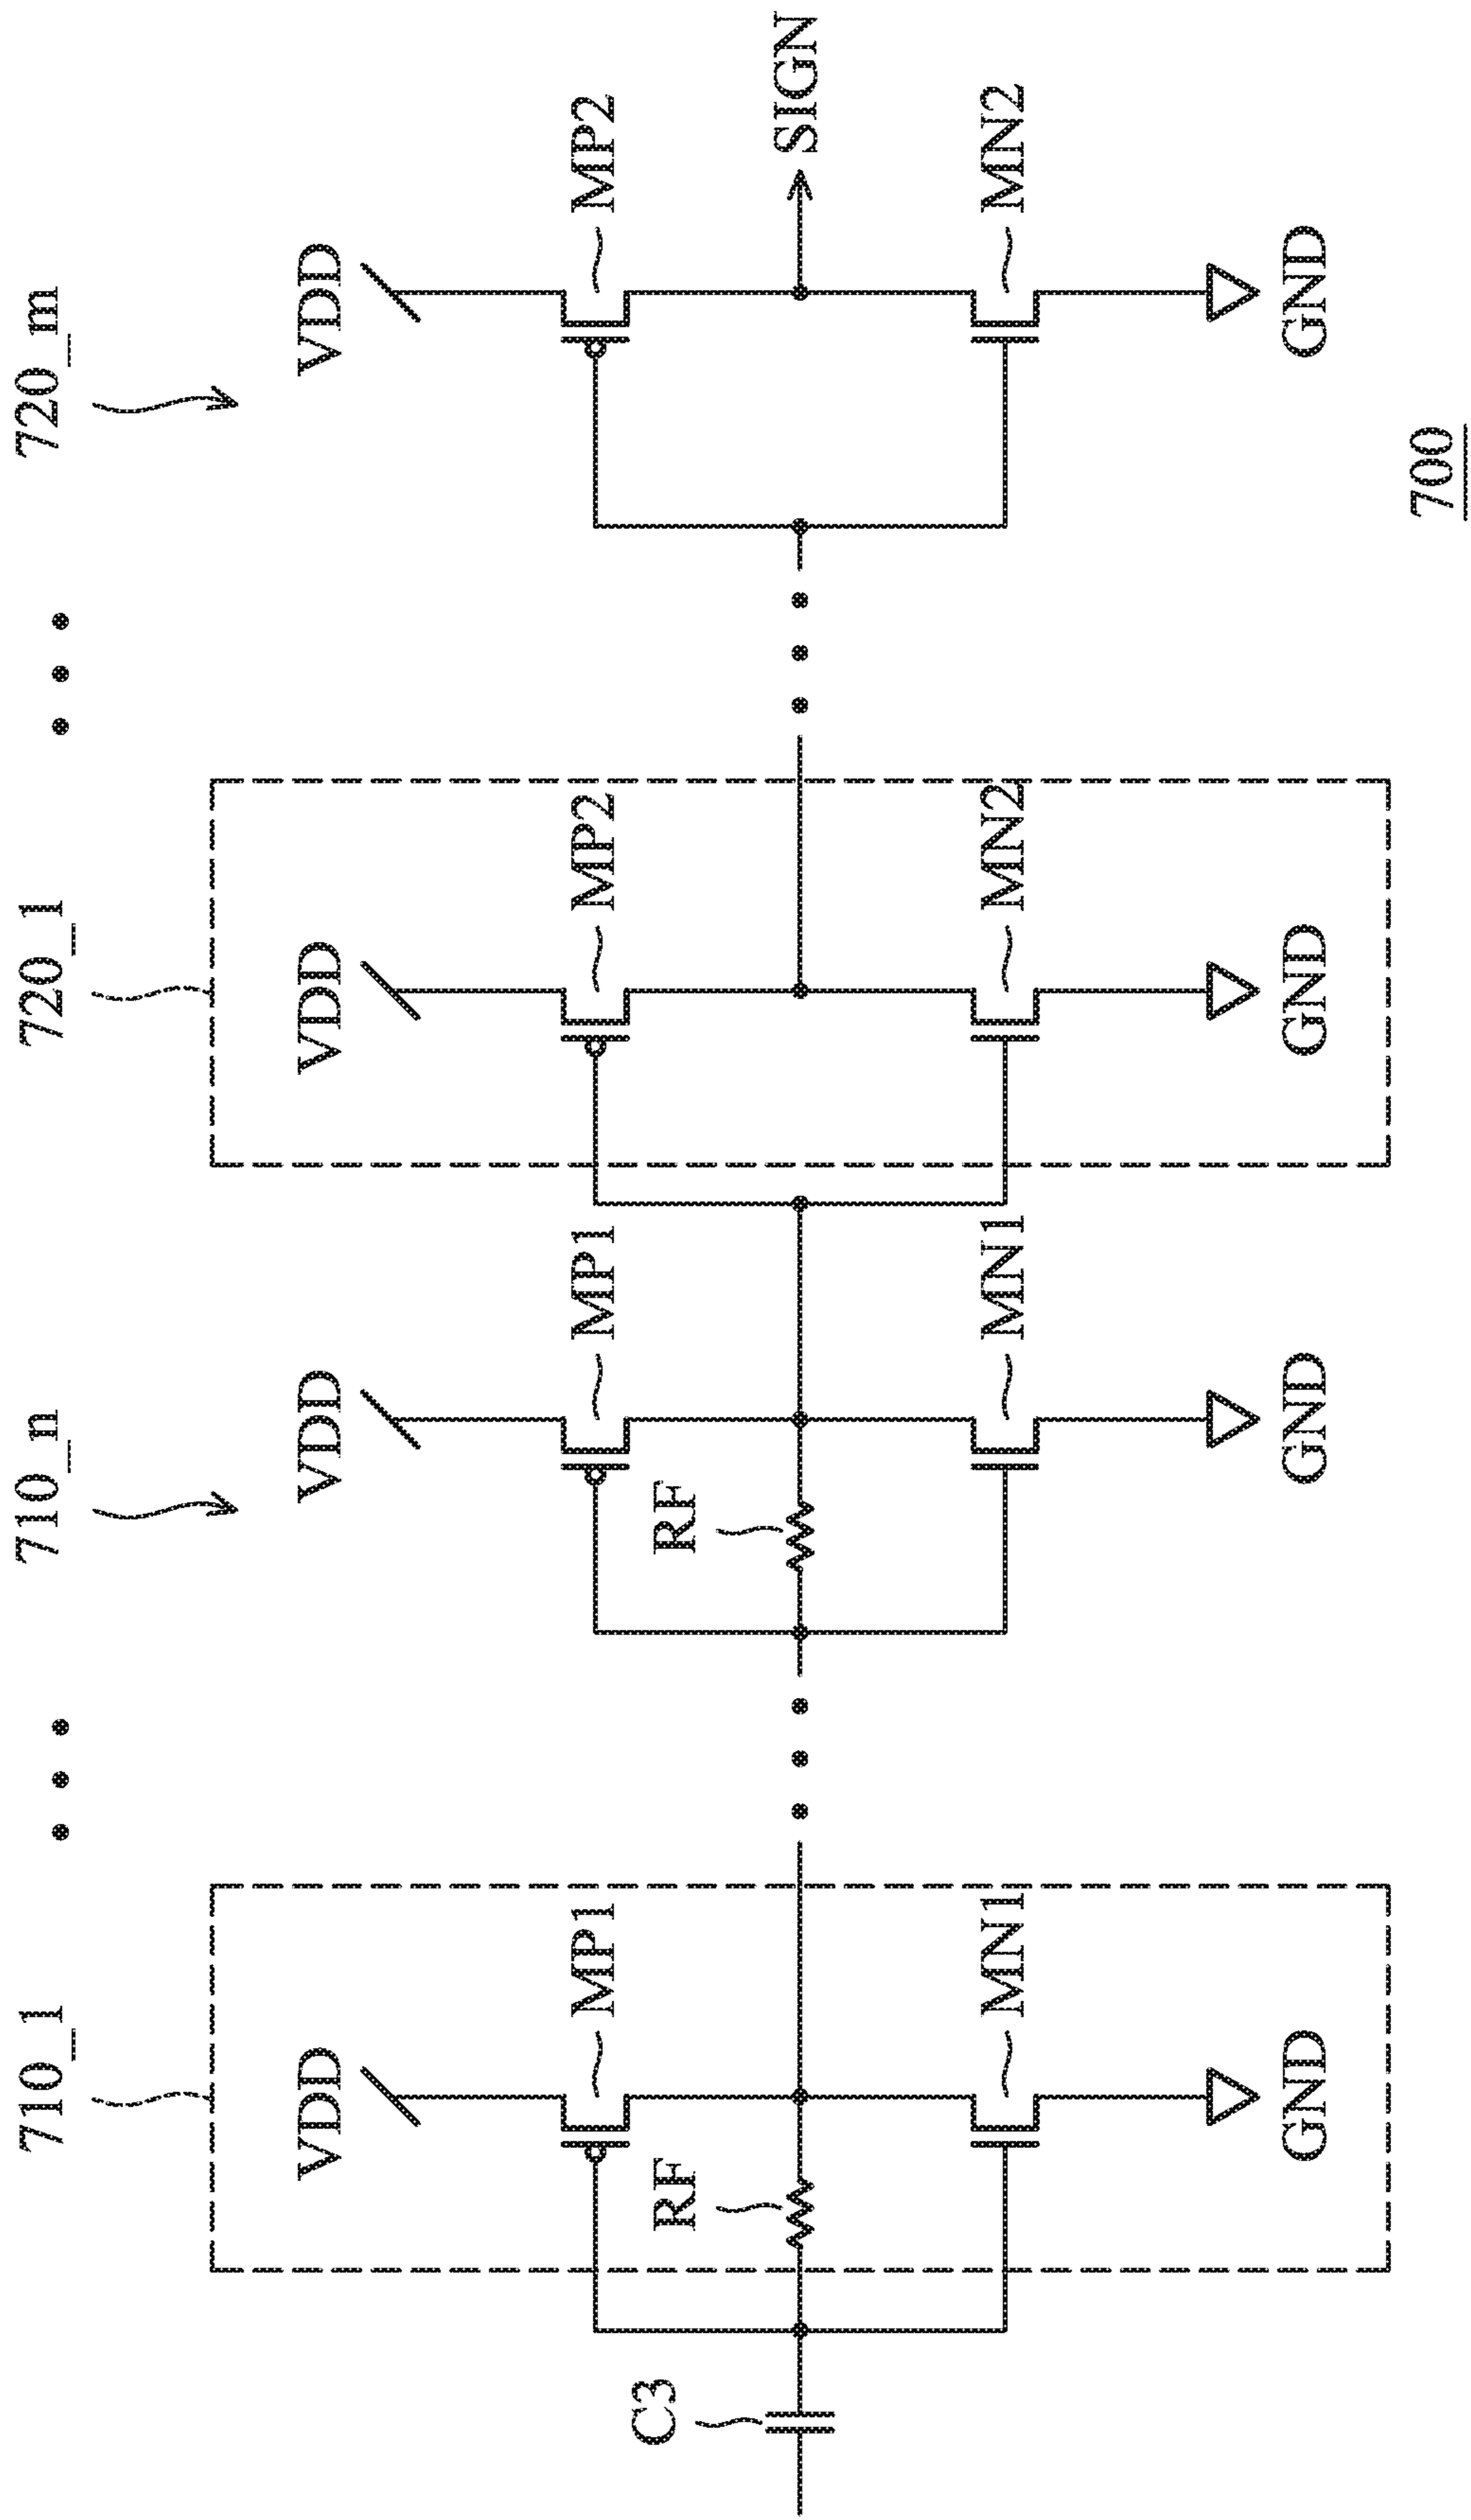 710_1
710_n
720_1
720_m
VDD
VDD
VDD
VDD
MP1
MP1
MP2
MP2
RF
RF
C3
SIGN
MN1
MN1
MN2
MN2
GND
GND
GND
GND
700